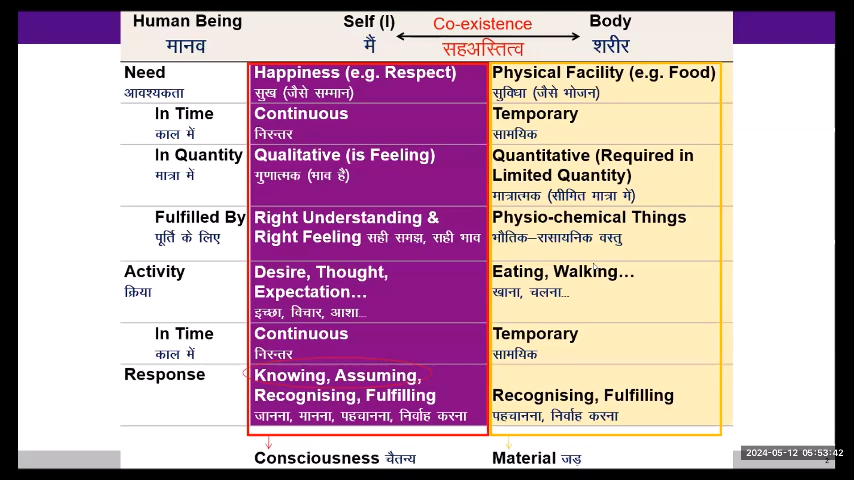 Human Being Self (I) Co-existence Body
मानव मैं सहअस्तित्व शरीर
Need Happiness (e.g. Respect) Physical Facility (e.g. Food)
आवश्यकता सुख (जैसे सम्मान) सुविधा (जैसे भोजन)
In Time Continuous Temporary
काल में निरन्तर सामयिक
In Quantity Qualitative (is Feeling) Quantitative (Required in
मात्रा में गुणात्मक (भाव है) Limited Quantity)
मात्रात्मक (सीमित मात्रा में)
Fulfilled By Right Understanding & Physio-chemical Things
पूर्ति के लिए Right Feeling सही समझ, सही भाव भौतिक–रासायनिक वस्तु
Activity Desire, Thought, Eating, Walking…
क्रिया Expectation… खाना, चलना…
इच्छा, विचार, आशा…
In Time Continuous Temporary
काल में निरन्तर सामयिक
Response Knowing, Assuming,
Recognising, Fulfilling Recognising, Fulfilling
जानना, मानना, पहचानना, निर्वाह करना पहचानना, निर्वाह करना
Consciousness चैतन्य Material जड़
2024-05-12 05:53:42